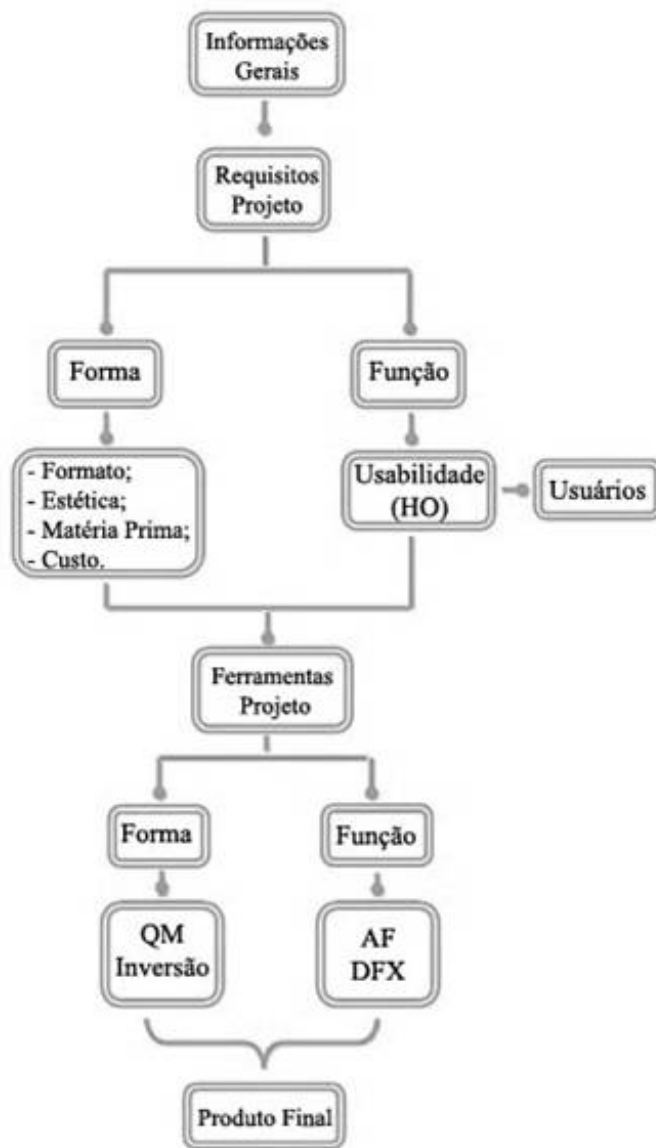 Informações
Gerais
Requisitos
Projeto
Forma
Função
- Formato;
- Estética;
- Matéria Prima;
- Custo.
Usabilidade
(HO)
Usuários
Ferramentas
Projeto
Forma
Função
QM
Inversão
AF
DFX
Produto Final